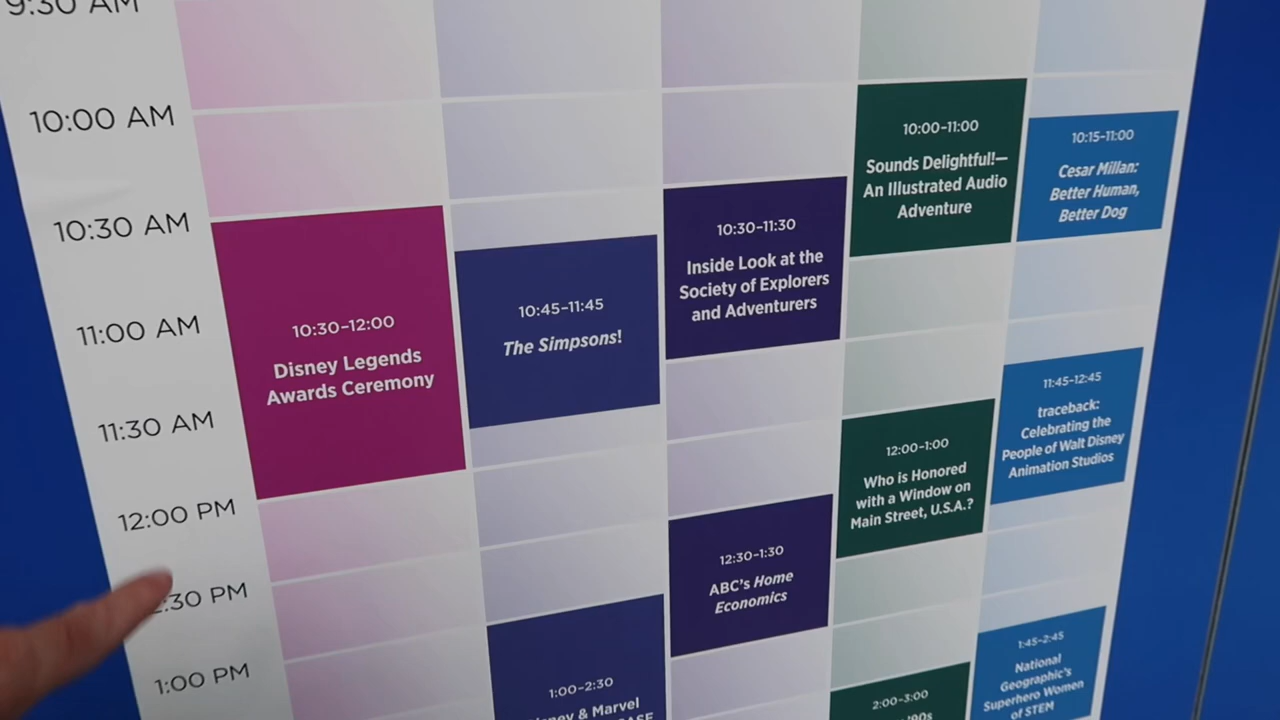 9:30 AM
10:00 AM
10:30 AM
11:00 AM
11:30 AM
12:00 PM
:30 PM
1:00 PM
10:30–12:00
Disney Legends
Awards Ceremony
10:45–11:45
The Simpsons!
1:00–2:30
& Marvel
10:30–11:30
Inside Look at the
Society of Explorers
and Adventurers
12:30–1:30
ABC's Home
Economics
10:00–11:00
Sounds Delightful!—
An Illustrated Audio
Adventure
12:00–1:00
Who is Honored
with a Window on
Main Street, U.S.A.?
2:00–3:00
'90s
10:15–11:00
Cesar Millan:
Better Human,
Better Dog
11:45–12:45
traceback:
Celebrating the
People of Walt Disney
Animation Studios
1:45–2:45
National
Geographic's
Superhero Women
of STEM